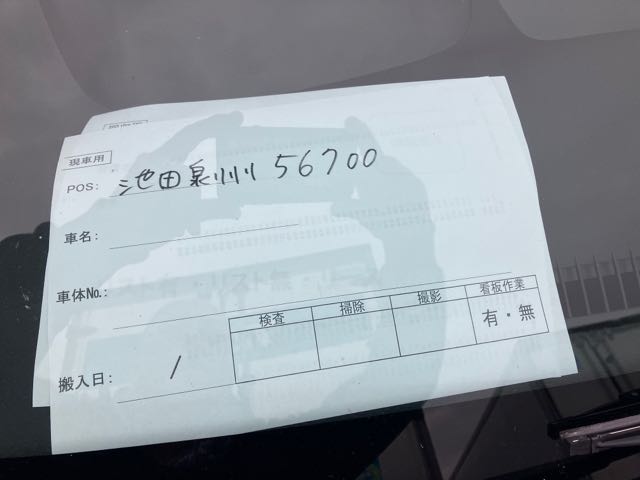 現車用
POS: 池田泉州 56700
車名:
車体No.:
検査 掃除 撮影 看板作業
有・無
搬入日: /